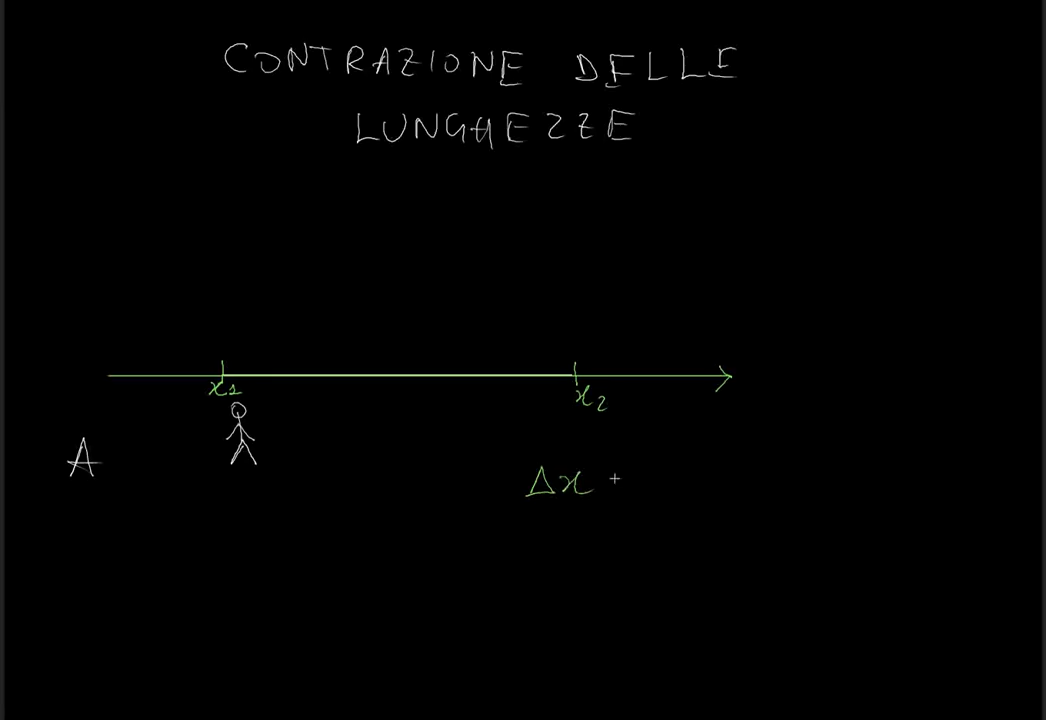 CONTRAZIONE DELLE
LUNGHEZZE
x1
x2
A
Δx